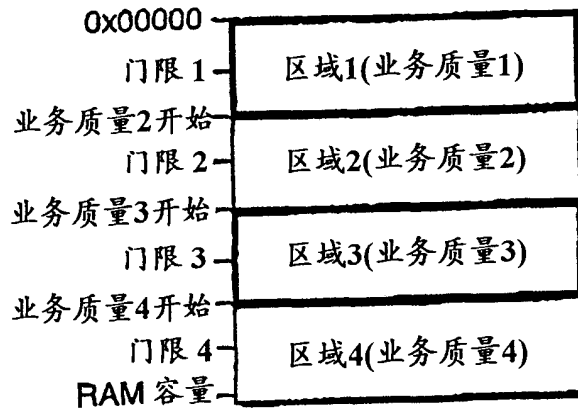 0x00000
门限 1
区域1(业务质量1)
业务质量2开始
门限 2
区域2(业务质量2)
业务质量3开始
门限 3
区域3(业务质量3)
业务质量4开始
门限 4
区域4(业务质量4)
RAM 容量